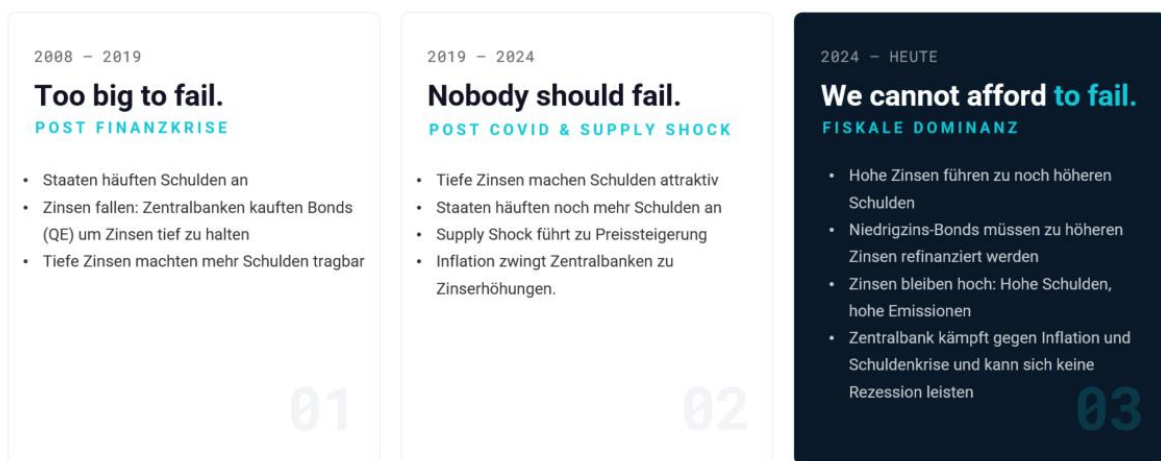 2008 – 2019
Too big to fail.
POST FINANZKRISE
• Staaten häuften Schulden an
• Zinsen fallen: Zentralbanken kauften Bonds
(QE) um Zinsen tief zu halten
• Tiefe Zinsen machten mehr Schulden tragbar
01
2019 – 2024
Nobody should fail.
POST COVID & SUPPLY SHOCK
• Tiefe Zinsen machen Schulden attraktiv
• Staaten häuften noch mehr Schulden an
• Supply Shock führt zu Preissteigerung
• Inflation zwingt Zentralbanken zu
Zinserhöhungen.
02
2024 – HEUTE
We cannot afford to fail.
FISKALE DOMINANZ
• Hohe Zinsen führen zu noch höheren
Schulden
• Niedrigzins-Bonds müssen zu höheren
Zinsen refinanziert werden
• Zinsen bleiben hoch: Hohe Schulden,
hohe Emissionen
• Zentralbank kämpft gegen Inflation und
Schuldenkrise und kann sich keine
Rezession leisten
03